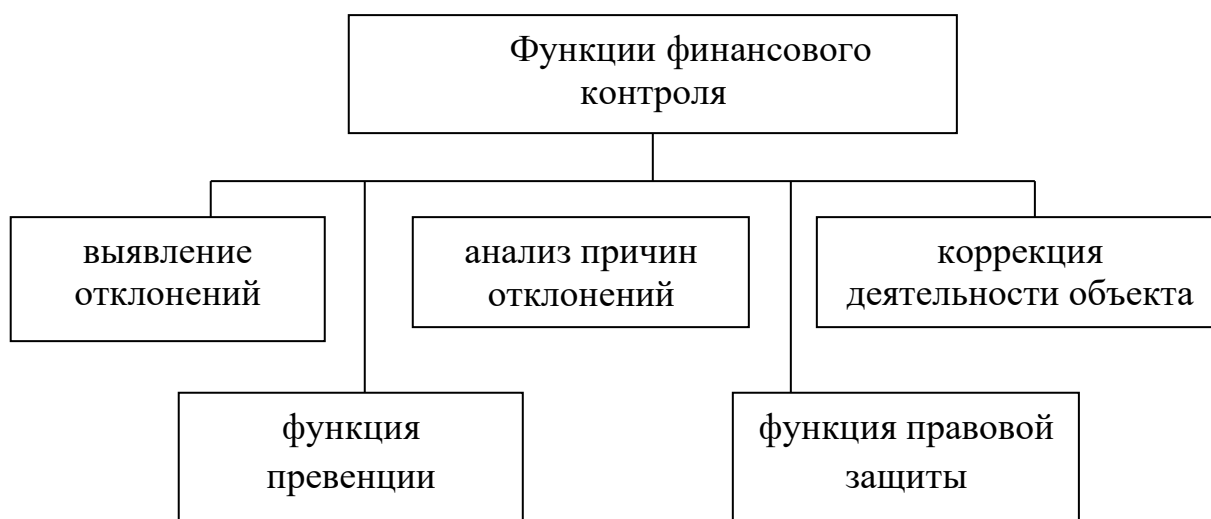 Функции финансового
контроля
выявление
отклонений
анализ причин
отклонений
коррекция
деятельности объекта
функция
превенции
функция правовой
защиты